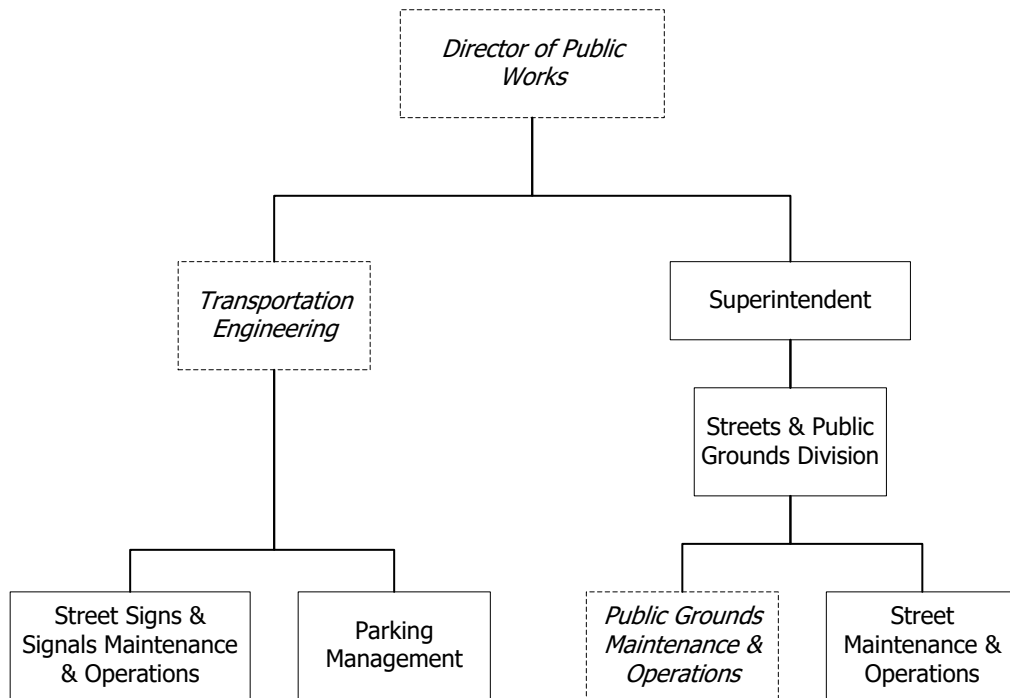 Director of Public
Works
Transportation
Engineering
Superintendent
Streets & Public
Grounds Division
Street Signs &
Signals Maintenance
& Operations
Parking
Management
Public Grounds
Maintenance &
Operations
Street
Maintenance &
Operations